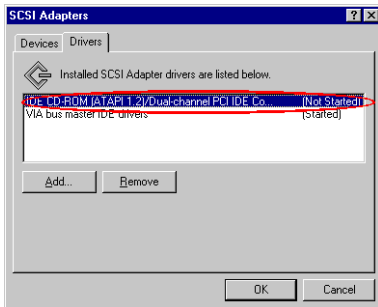 SCSI Adapters
Devices Drivers
Installed SCSI Adapter drivers are listed below.
IDE CD-ROM (ATAPI 1.2)/Dual-channel PCI IDE Co... (Not Started)
VIA bus master IDE drivers (Started)
Add... Remove
OK Cancel